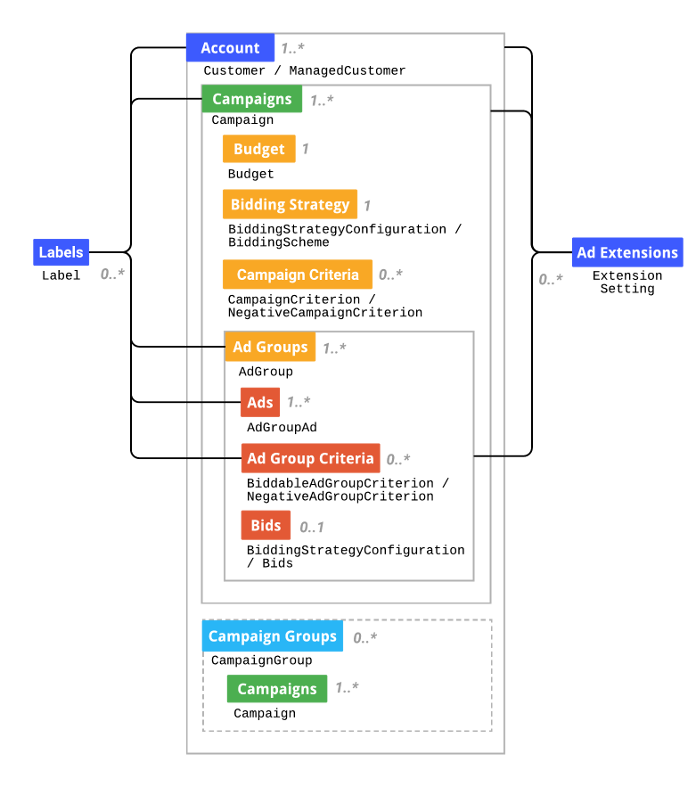 Account 1..*
Customer / ManagedCustomer
Campaigns 1..*
Campaign
Budget 1
Budget
Bidding Strategy 1
BiddingStrategyConfiguration /
BiddingScheme
Labels
Label 0..*
Ad Extensions
0..* Extension
Setting
Campaign Criteria 0..*
CampaignCriterion /
NegativeCampaignCriterion
Ad Groups 1..*
AdGroup
Ads 1..*
AdGroupAd
Ad Group Criteria 0..*
BiddableAdGroupCriterion /
NegativeAdGroupCriterion
Bids 0..1
BiddingStrategyConfiguration
/ Bids
Campaign Groups 0..*
CampaignGroup
Campaigns 1..*
Campaign